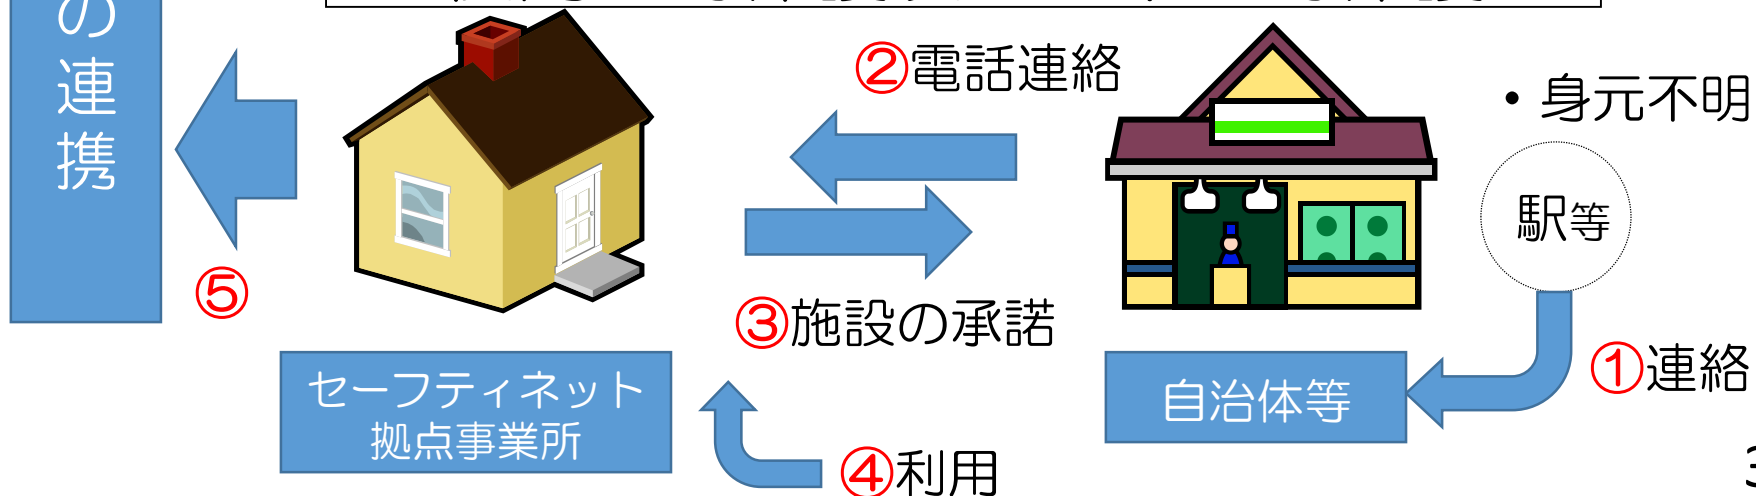 の連携
②電話連絡
・身元不明
駅等
⑤
③施設の承諾
①連絡
セーフティネット
拠点事業所
自治体等
④利用